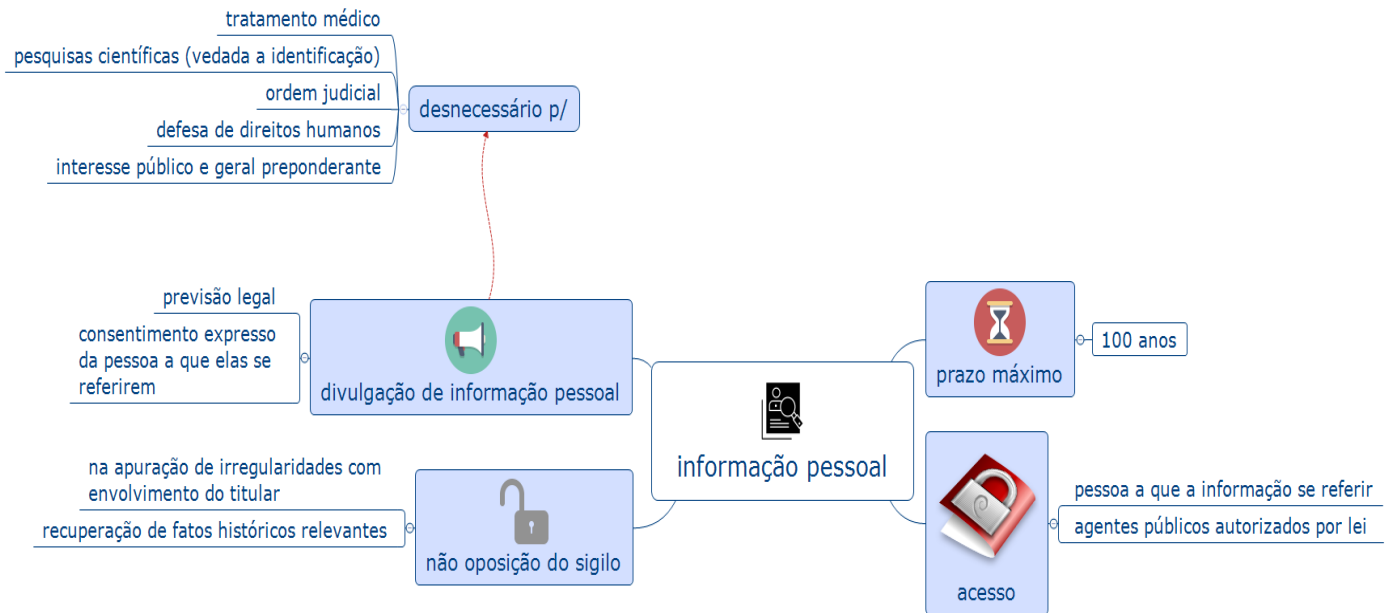 tratamento médico
pesquisas científicas (vedada a identificação)
ordem judicial
defesa de direitos humanos
interesse público e geral preponderante
desnecessário p/
previsão legal
consentimento expresso
da pessoa a que elas se
referirem
divulgação de informação pessoal
na apuração de irregularidades com
envolvimento do titular
recuperação de fatos históricos relevantes
não oposição do sigilo
informação pessoal
prazo máximo
100 anos
acesso
pessoa a que a informação se referir
agentes públicos autorizados por lei